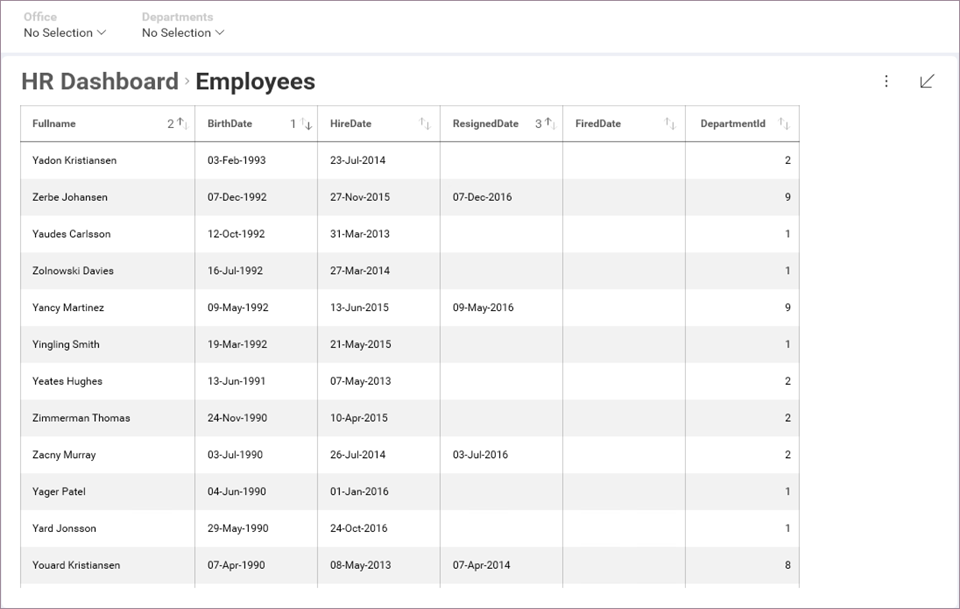 Office Departments
No Selection No Selection
HR Dashboard › Employees
Fullname 2 BirthDate 1 HireDate ResignedDate 3 FiredDate DepartmentId
Yadon Kristiansen 03-Feb-1993 23-Jul-2014 2
Zerbe Johansen 07-Dec-1992 27-Nov-2015 07-Dec-2016 9
Yaudes Carlsson 12-Oct-1992 31-Mar-2013 1
Zolnowski Davies 16-Jul-1992 27-Mar-2014 1
Yancy Martinez 09-May-1992 13-Jun-2015 09-May-2016 9
Yingling Smith 19-Mar-1992 21-May-2015 1
Yeates Hughes 13-Jun-1991 07-May-2013 2
Zimmerman Thomas 24-Nov-1990 10-Apr-2015 2
Zacny Murray 03-Jul-1990 26-Jul-2014 03-Jul-2016 2
Yager Patel 04-Jun-1990 01-Jan-2016 1
Yard Jonsson 29-May-1990 24-Oct-2016 1
Youard Kristiansen 07-Apr-1990 08-May-2013 07-Apr-2014 8